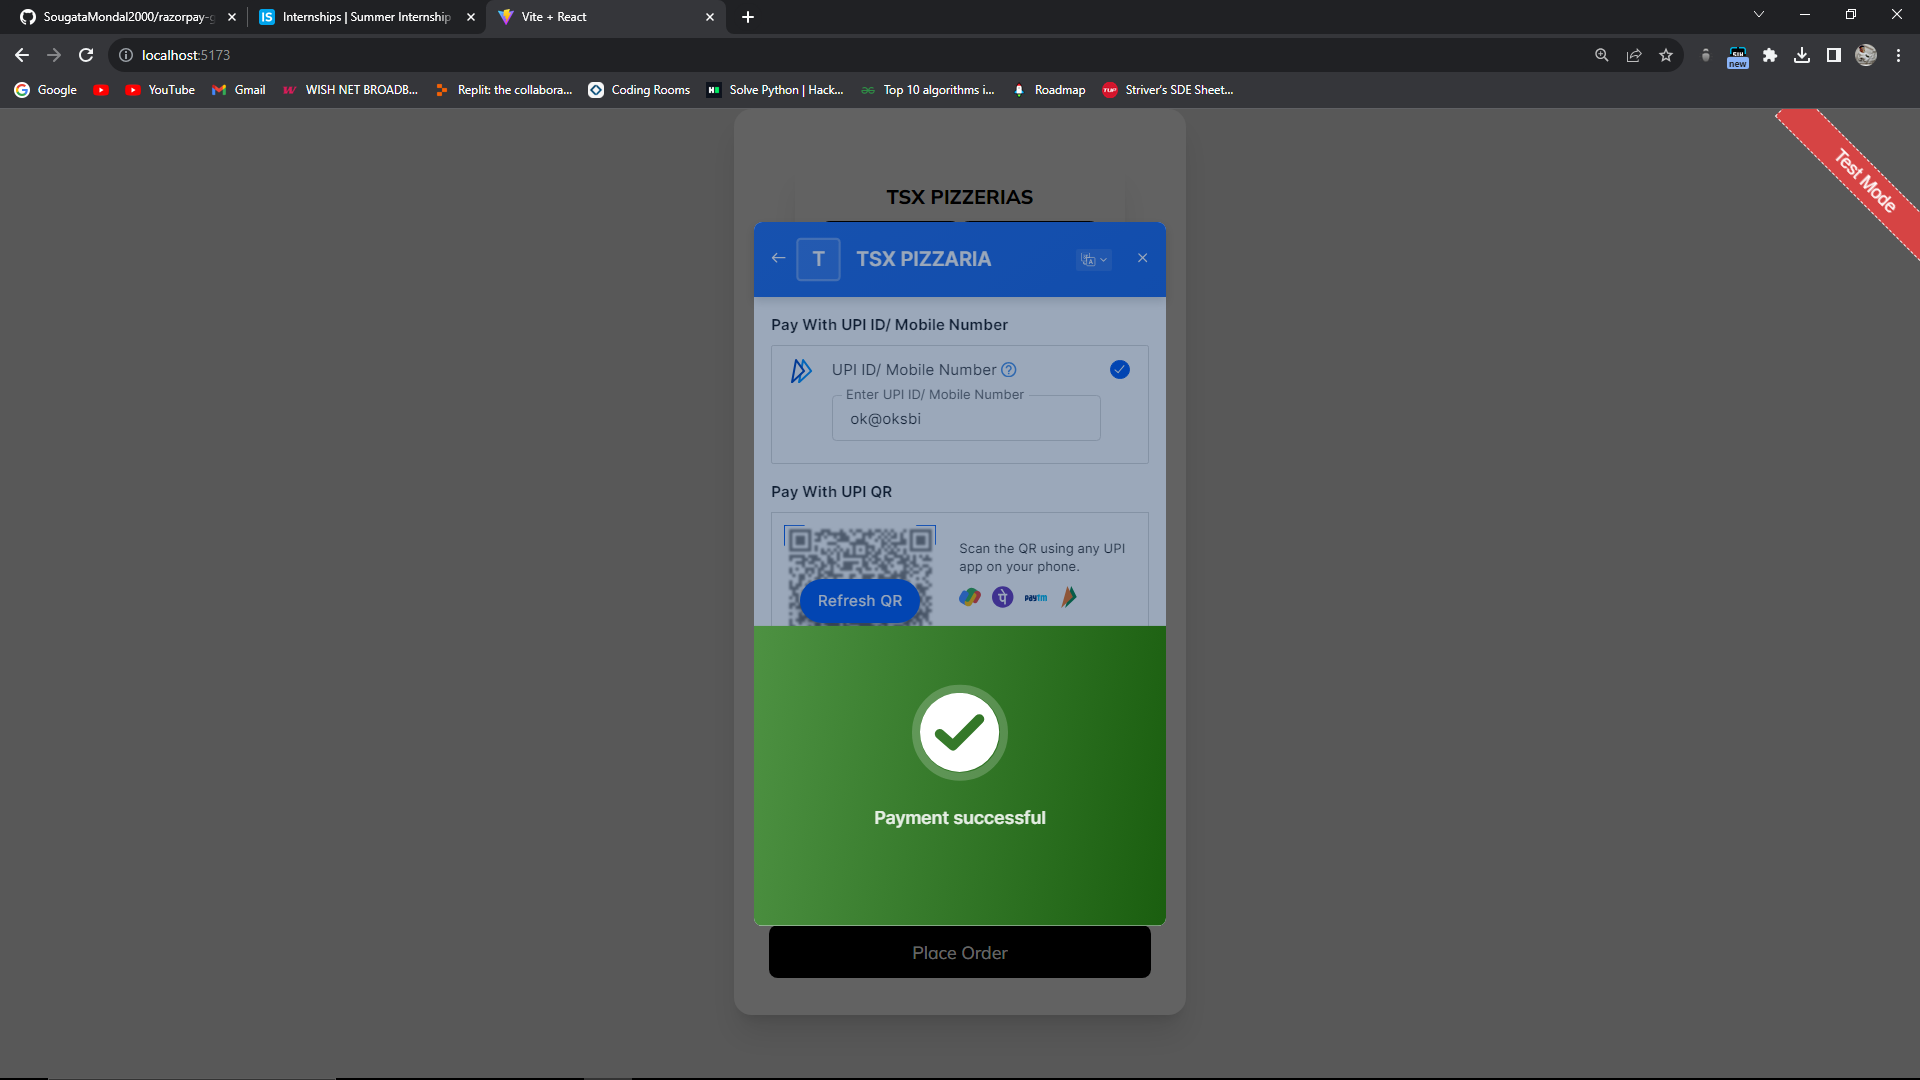 SougataMondal2000/razorpay-g
Internships | Summer Internship
Vite + React
localhost:5173
new
Google
YouTube
Gmail
WISH NET BROADB...
Replit: the collabora...
Coding Rooms
Solve Python | Hack...
Top 10 algorithms i...
Roadmap
Striver's SDE Sheet...
Test Mode
TSX PIZZERIAS
T
TSX PIZZARIA
Pay With UPI ID/ Mobile Number
UPI ID/ Mobile Number
Enter UPI ID/ Mobile Number
ok@oksbi
Pay With UPI QR
Scan the QR using any UPI
app on your phone.
Refresh QR
paytm
Payment successful
Place Order